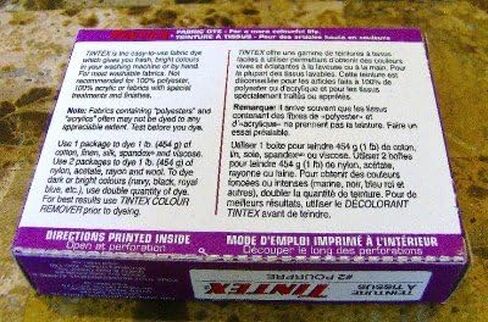 TINTEX
FABRIC DYE - For a more colourful life.
TEINTURE À TISSUS - Pour des articles hauts en couleurs
TINTEX is the easy-to-use fabric dye
which gives you fresh, bright colours
in your washing machine or by hand.
For most washable fabrics. Not
recommended for 100% polyester,
100% acrylic or fabrics with special
treatments and finishes.
Note: Fabrics containing "polyesters" and
"acrylics" often may not be dyed to any
appreciable extent. Test before you dye.
Use 1 package to dye 1 lb. (454 g) of
cotton, linen, silk, spandex® and viscose.
Use 2 packages to dye 1 lb. (454 g) of
nylon, acetate, rayon and wool. To dye
dark or bright colours (navy, black, royal
blue, etc.), use double quantity of dye.
For best results use TINTEX COLOUR
REMOVER prior to dyeing.
TINTEX offre une gamme de teintures à tissus
faciles à utiliser permettant d'obtenir des couleurs
vives et éclatantes à la laveuse ou à la main. Pour
la plupart des tissus lavables. Cette teinture est
déconseillée pour les articles faits à 100% de
polyester ou d'acrylique et pour les tissus
spécialement traités ou apprêtés.
Remarque: Il arrive souvent que les tissus
contenant des fibres de «polyester» et
d'«acrylique» ne prennent pas la teinture. Faire un
essai préalable.
Utiliser 1 boîte pour teindre 454 g (1 lb) de coton,
lin, soie, spandex® ou viscose. Utiliser 2 boîtes
pour teindre 454 g (1 lb) de nylon, acétate,
rayonne ou laine. Pour obtenir des couleurs
foncées ou intenses (marine, noir, bleu roi et
autres), doubler la quantité de teinture. Pour de
meilleurs résultats, utiliser le DÉCOLORANT
TINTEX avant de teindre.
DIRECTIONS PRINTED INSIDE
Open at perforation
MODE D'EMPLOI IMPRIMÉ À L'INTÉRIEUR
Découper le long des perforations
TEINTURE
À TISSUS
TINTEX
#2 POURPRE